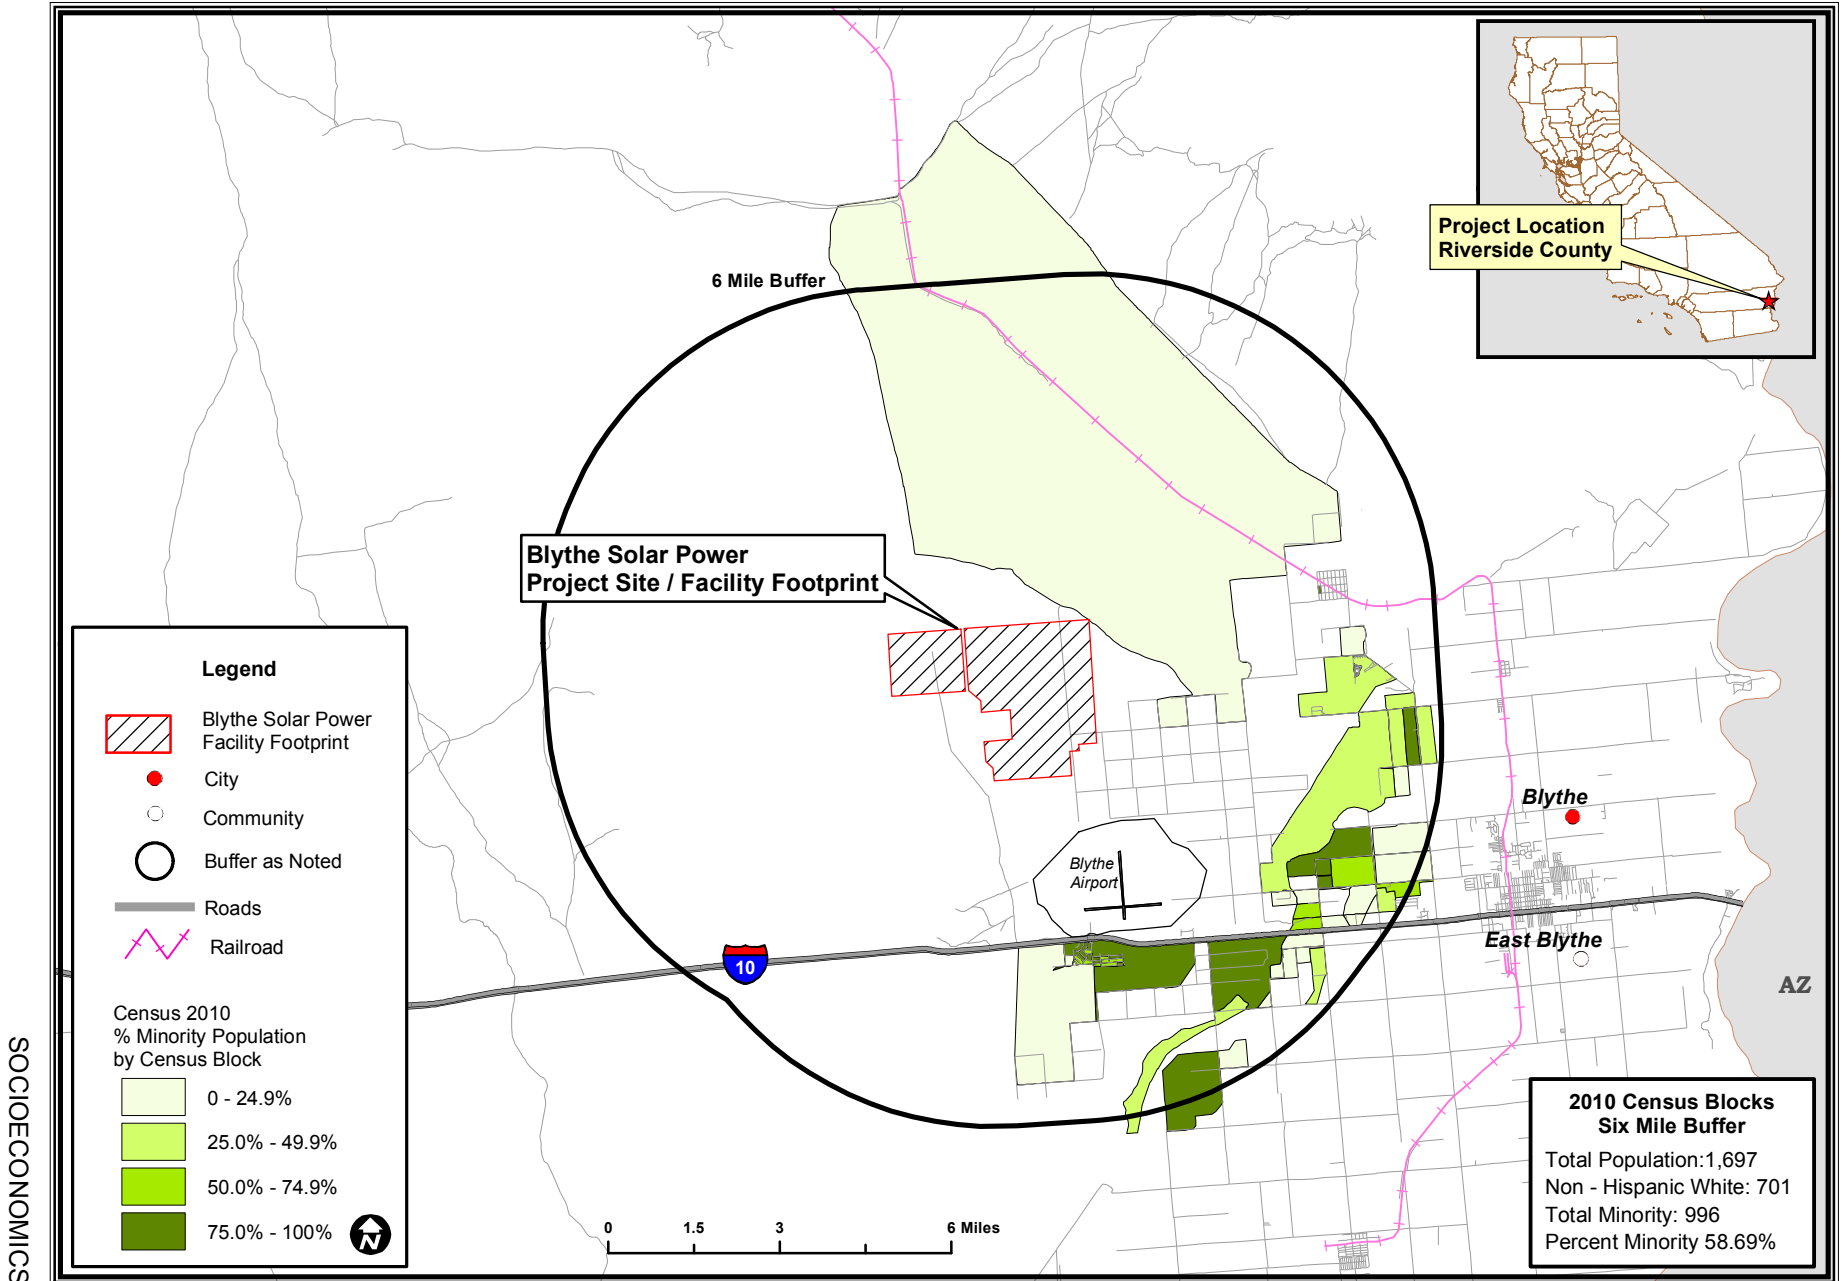 SOCIOECONOMICS
6 Mile Buffer
Project Location
Riverside County
Blythe Solar Power
Project Site / Facility Footprint
Legend
Blythe Solar Power
Facility Footprint
City
Community
Buffer as Noted
Roads
Railroad
Census 2010
% Minority Population
by Census Block
0 - 24.9%
25.0% - 49.9%
50.0% - 74.9%
75.0% - 100%
N
Blythe
Airport
10
Blythe
East Blythe
AZ
0 1.5 3 6 Miles
2010 Census Blocks
Six Mile Buffer
Total Population:1,697
Non - Hispanic White: 701
Total Minority: 996
Percent Minority 58.69%